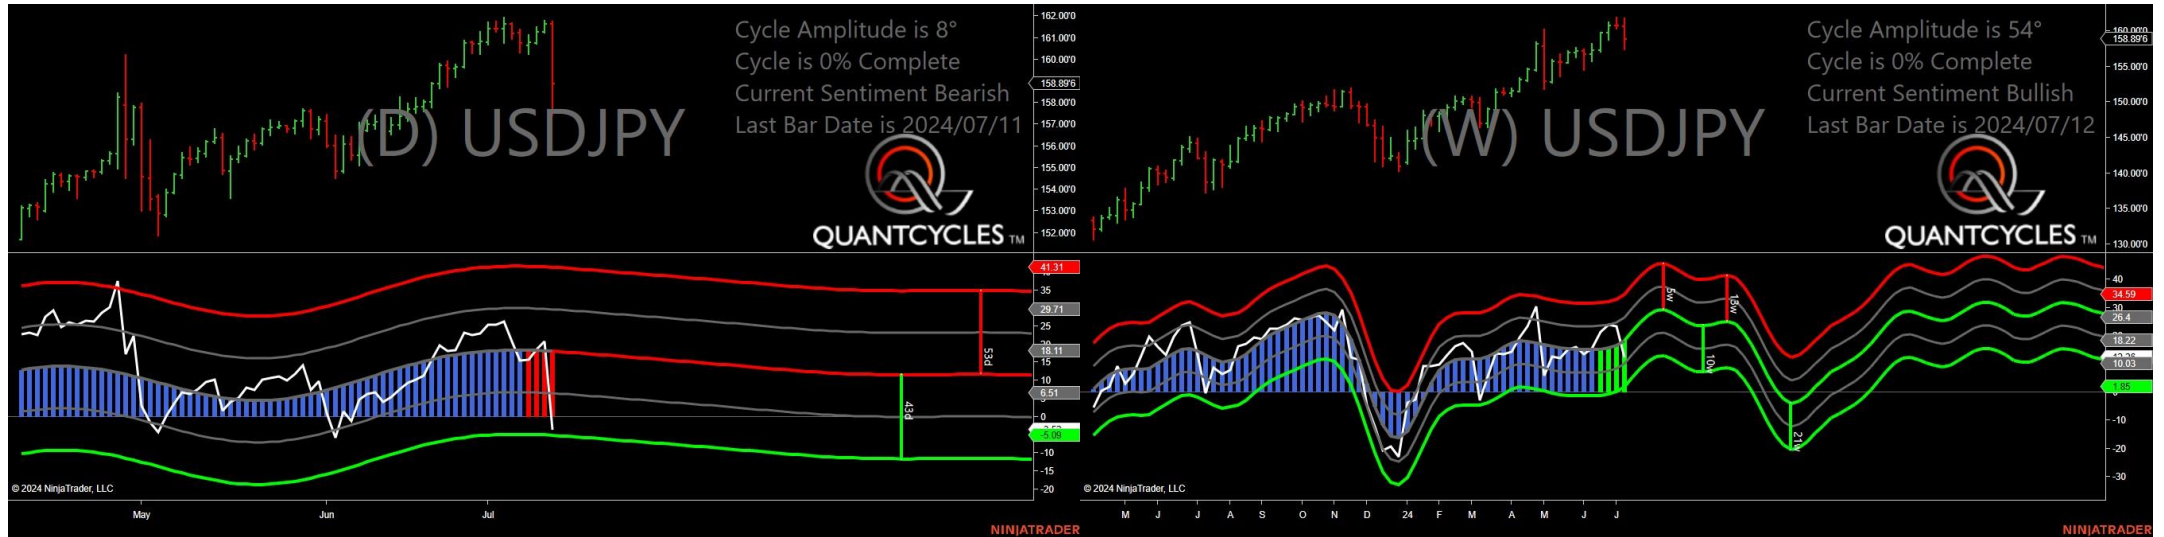 Cycle Amplitude is 8°
Cycle is 0% Complete
Current Sentiment Bearish
Last Bar Date is 2024/07/11
(D) USDJPY
QUANTCYCLES TM
162.00'0
161.00'0
160.00'0
158.89'6
158.00'0
157.00'0
156.00'0
155.00'0
154.00'0
153.00'0
152.00'0
41.31
35
29.71
25
18.11
15
10
6.51
0
-5.09
-10
-15
-20
53d
43d
© 2024 NinjaTrader, LLC
May Jun Jul
NINJATRADER
Cycle Amplitude is 54°
Cycle is 0% Complete
Current Sentiment Bullish
Last Bar Date is 2024/07/12
(W) USDJPY
QUANTCYCLES TM
160.00'0
158.89'6
155.00'0
150.00'0
145.00'0
140.00'0
135.00'0
130.00'0
40
34.59
30
26.4
18.22
10.03
1.85
-10
-20
-30
5w
13w
10w
21w
© 2024 NinjaTrader, LLC
M J J A S O N D 24 F M A M J J
NINJATRADER